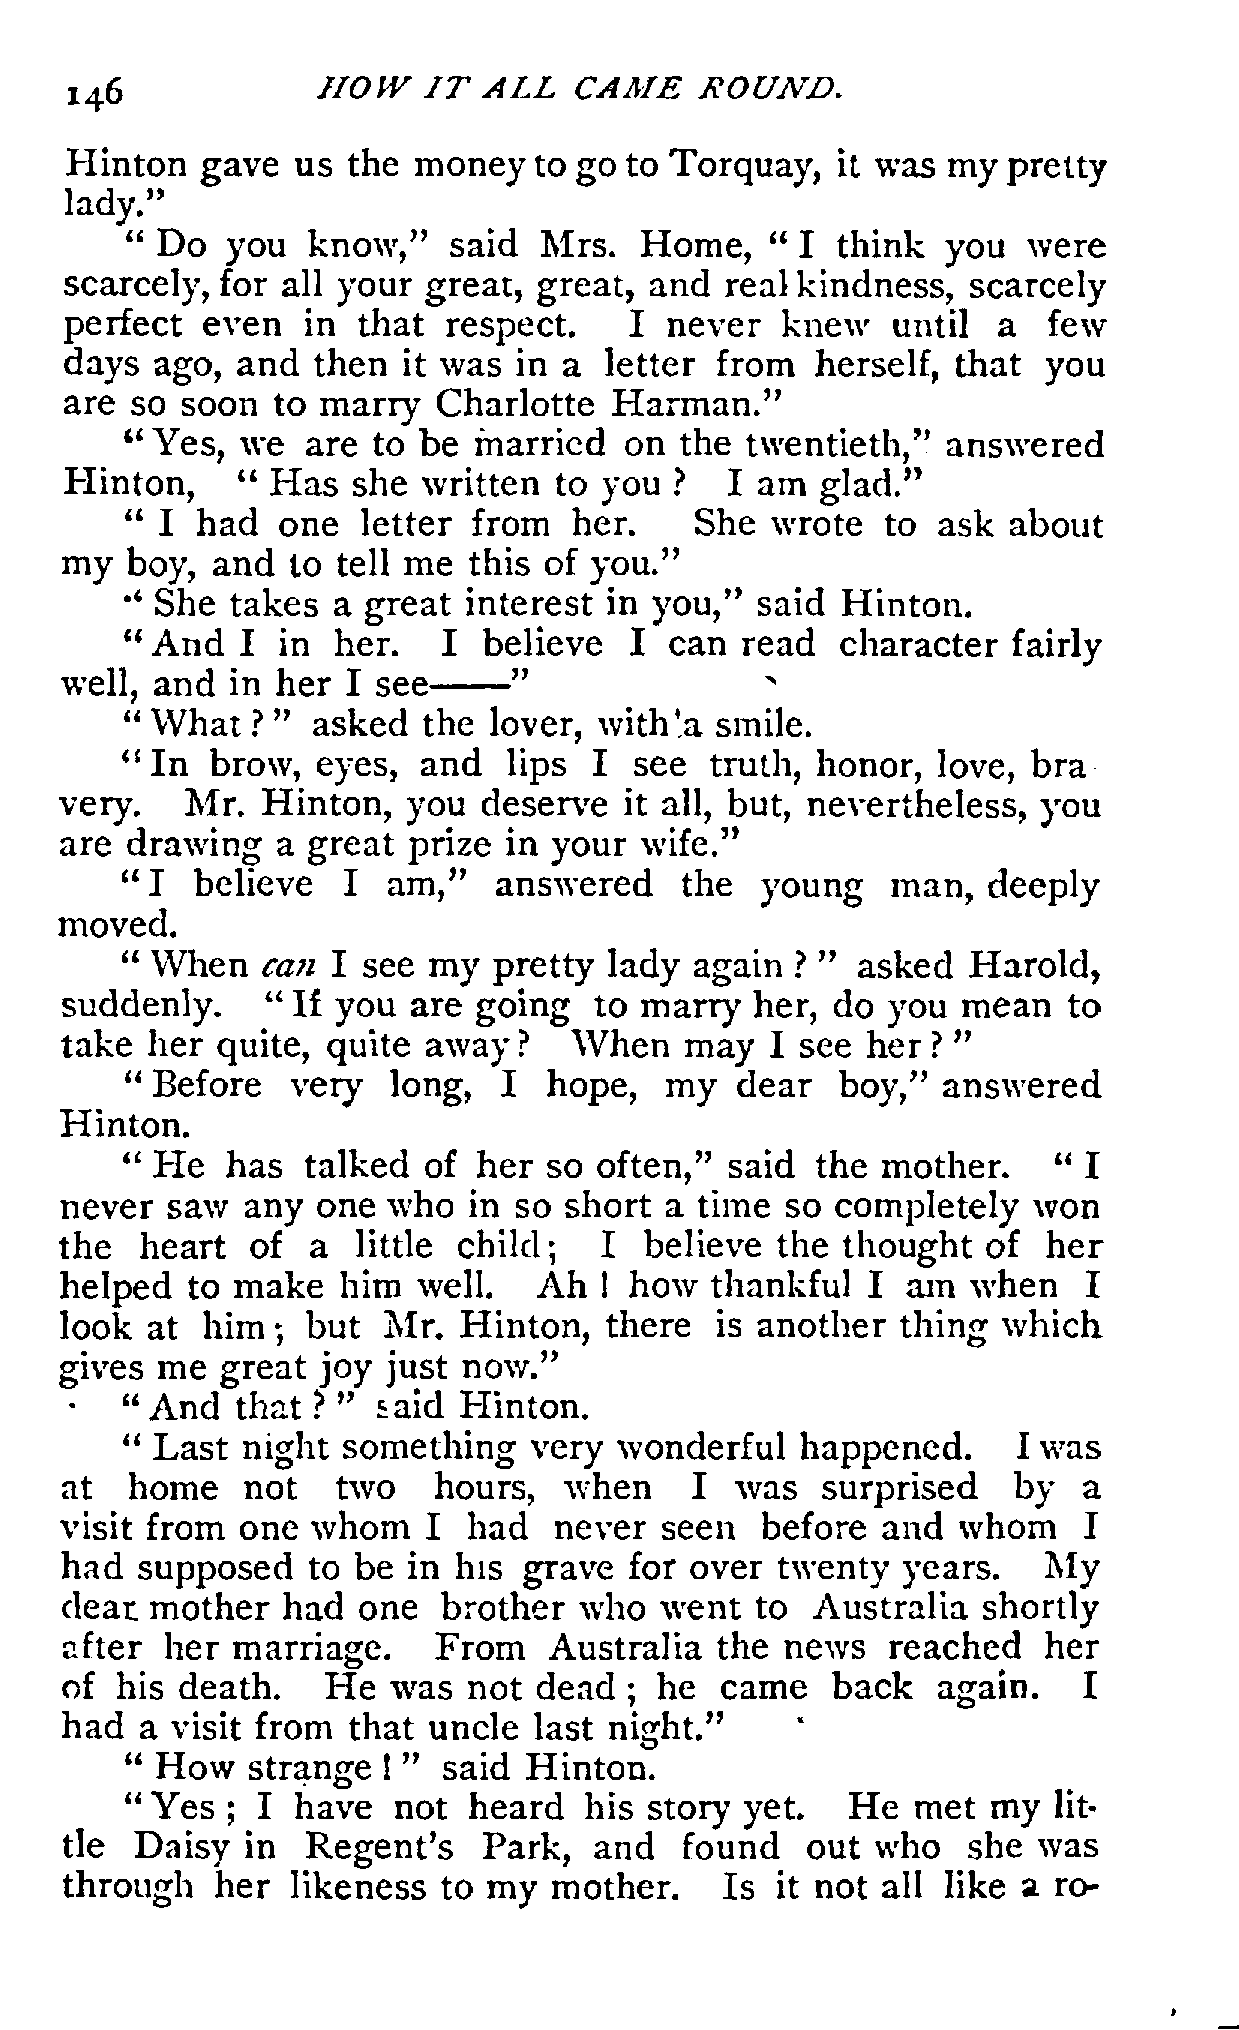 146 HOW IT ALL CAME ROUND.
Hinton gave us the money to go to Torquay, it was my pretty
lady."
"Do you know," said Mrs. Home, "I think you were
scarcely, for all your great, great, and real kindness, scarcely
perfect even in that respect. I never knew until a few
days ago, and then it was in a letter from herself, that you
are so soon to marry Charlotte Harman."
"Yes, we are to be married on the twentieth," answered
Hinton, "Has she written to you? I am glad."
"I had one letter from her. She wrote to ask about
my boy, and to tell me this of you."
"She takes a great interest in you," said Hinton.
"And I in her. I believe I can read character fairly
well, and in her I see——"
"What?" asked the lover, with a smile.
"In brow, eyes, and lips I see truth, honor, love, bra
very. Mr. Hinton, you deserve it all, but, nevertheless, you
are drawing a great prize in your wife."
"I believe I am," answered the young man, deeply
moved.
"When can I see my pretty lady again?" asked Harold,
suddenly. "If you are going to marry her, do you mean to
take her quite, quite away? When may I see her?"
"Before very long, I hope, my dear boy," answered
Hinton.
"He has talked of her so often," said the mother. "I
never saw any one who in so short a time so completely won
the heart of a little child; I believe the thought of her
helped to make him well. Ah! how thankful I am when I
look at him; but Mr. Hinton, there is another thing which
gives me great joy just now."
"And that?" said Hinton.
"Last night something very wonderful happened. I was
at home not two hours, when I was surprised by a
visit from one whom I had never seen before and whom I
had supposed to be in his grave for over twenty years. My
dear mother had one brother who went to Australia shortly
after her marriage. From Australia the news reached her
of his death. He was not dead; he came back again. I
had a visit from that uncle last night."
"How strange!" said Hinton.
"Yes; I have not heard his story yet. He met my lit-
tle Daisy in Regent's Park, and found out who she was
through her likeness to my mother. Is it not all like a ro-